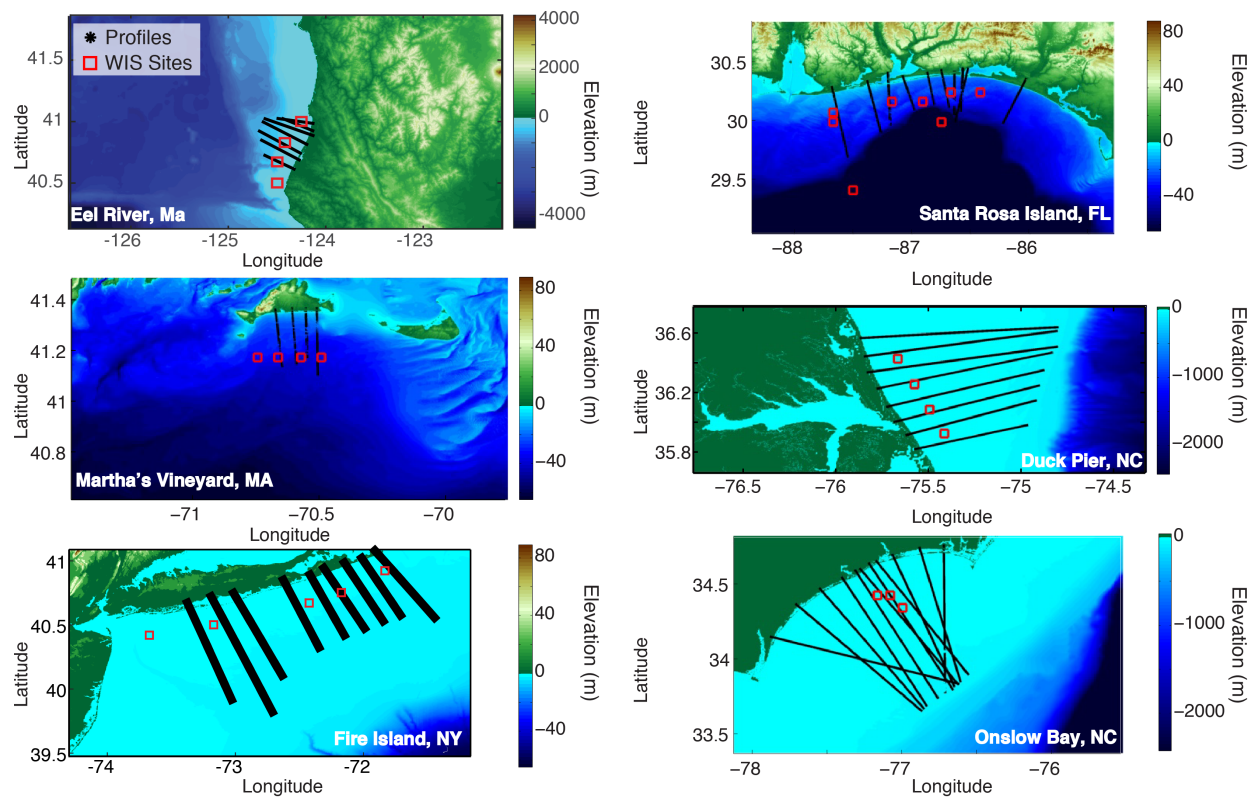 Profiles
WIS Sites
41.5
41
40.5
Latitude
Eel River, Ma
-126
-125
-124
-123
Longitude
4000
2000
0
-2000
-4000
Elevation (m)
30.5
30
29.5
Latitude
Santa Rosa Island, FL
−88
−87
−86
Longitude
80
40
0
−40
Elevation (m)
41.4
41.2
41
40.8
Latitude
Martha's Vineyard, MA
−71
−70.5
−70
Longitude
80
40
0
−40
Elevation (m)
36.6
36.2
35.8
Latitude
Duck Pier, NC
−76.5
−76
−75.5
−75
−74.5
Longitude
0
−1000
−2000
Elevation (m)
41
40.5
40
39.5
Latitude
Fire Island, NY
−74
−73
−72
Longitude
80
40
0
−40
Elevation (m)
34.5
34
33.5
Latitude
Onslow Bay, NC
−78
−77
−76
Longitude
0
−1000
−2000
Elevation (m)